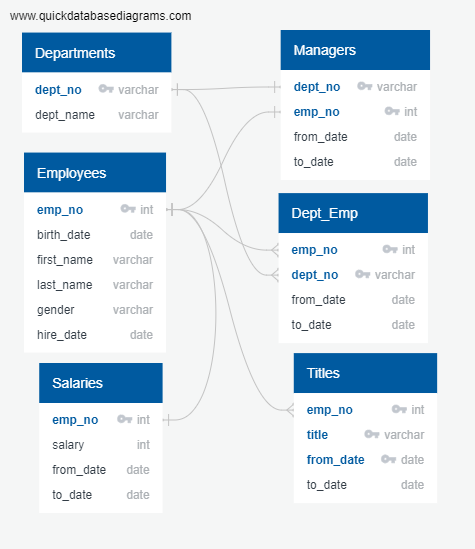 www.quickdatabasediagrams.com
Departments
dept_no varchar
dept_name varchar
Managers
dept_no varchar
emp_no int
from_date date
to_date date
Employees
emp_no int
birth_date date
first_name varchar
last_name varchar
gender varchar
hire_date date
Dept_Emp
emp_no int
dept_no varchar
from_date date
to_date date
Salaries
emp_no int
salary int
from_date date
to_date date
Titles
emp_no int
title varchar
from_date date
to_date date